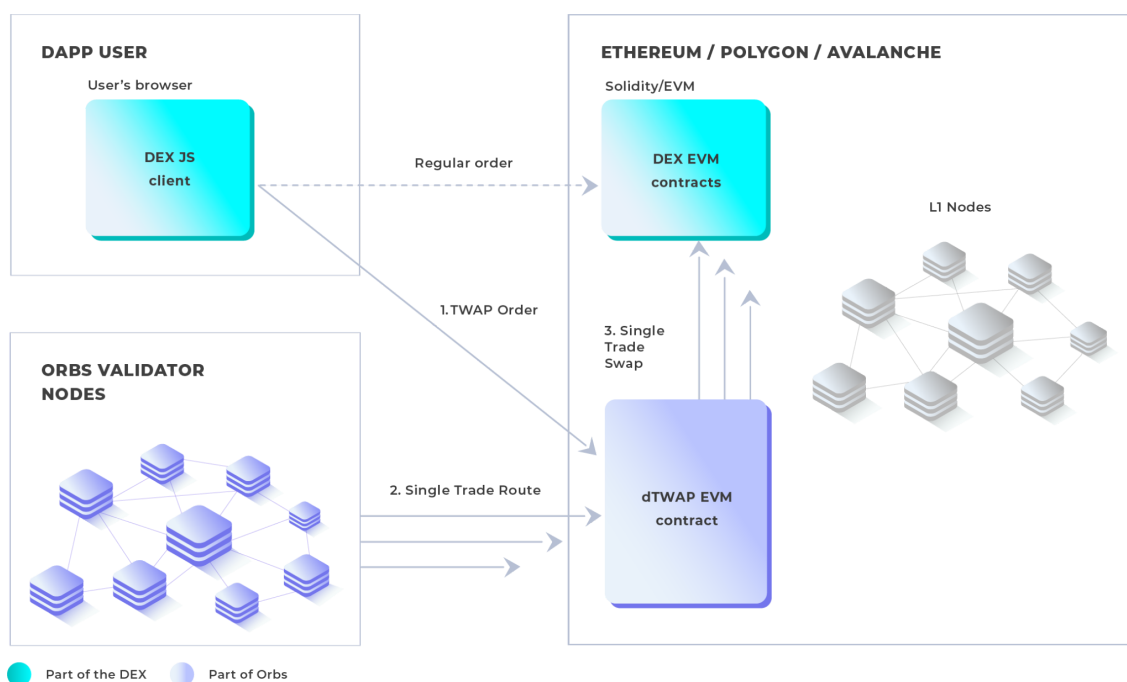 DAPP USER
User's browser
DEX JS
client
Regular order
ETHEREUM / POLYGON / AVALANCHE
Solidity/EVM
DEX EVM
contracts
L1 Nodes
1.TWAP Order
3. Single
Trade
Swap
ORBS VALIDATOR
NODES
2. Single Trade Route
dTWAP EVM
contract
Part of the DEX
Part of Orbs